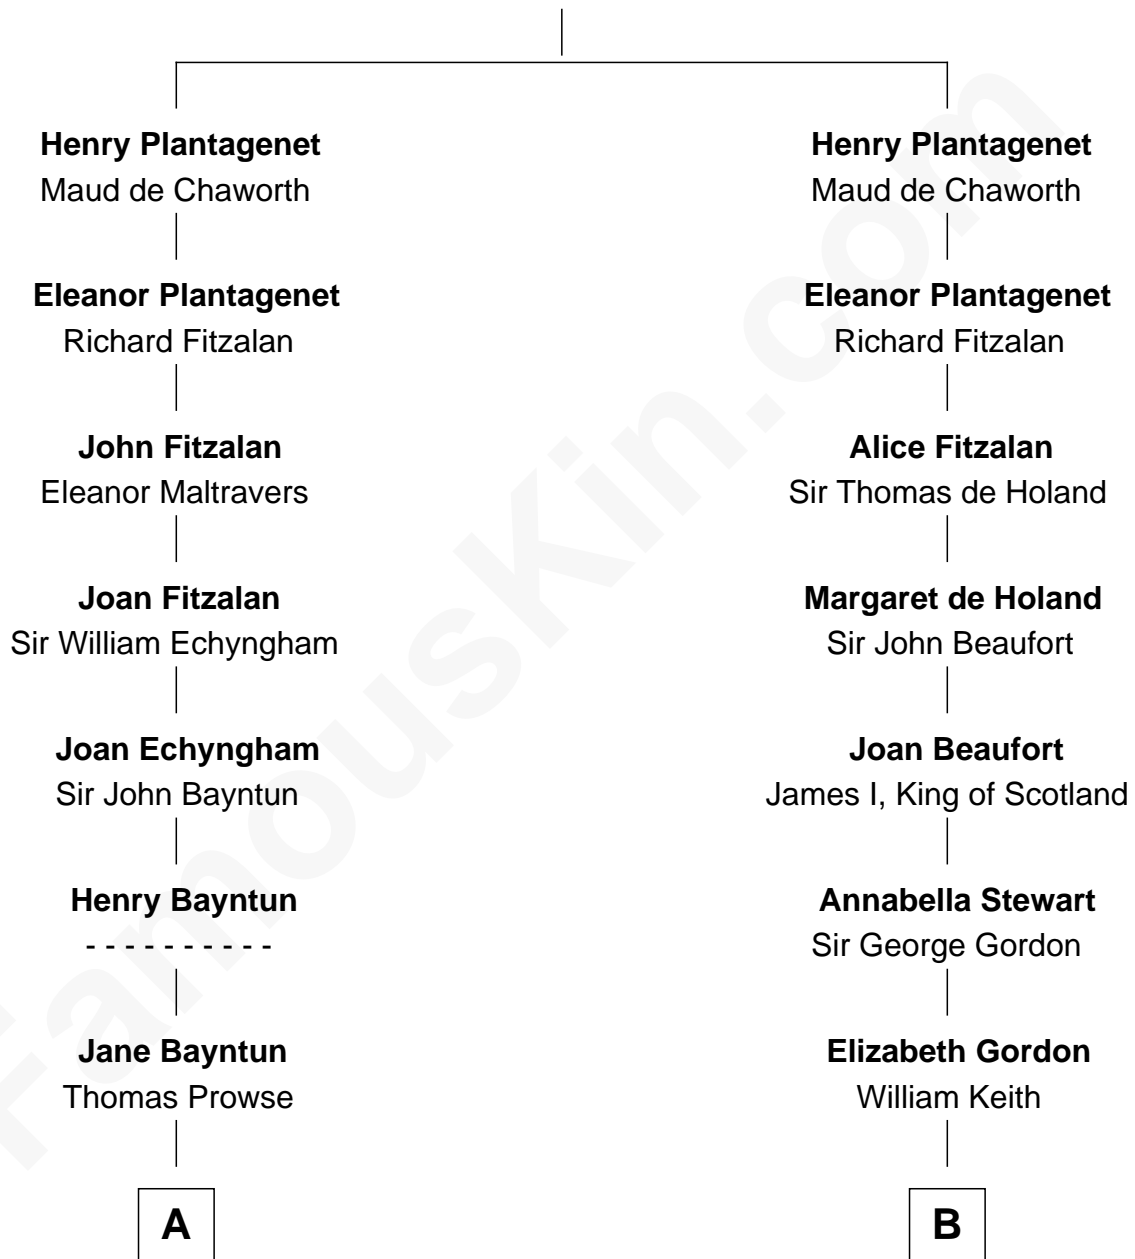 Henry Plantagenet
Maud de Chaworth
Eleanor Plantagenet
Richard Fitzalan
John Fitzalan
Eleanor Maltravers
Joan Fitzalan
Sir William Echyngham
Joan Echyngham
Sir John Bayntun
Henry Bayntun
- - - - - - - - - -
Jane Bayntun
Thomas Prowse
A
Henry Plantagenet
Maud de Chaworth
Eleanor Plantagenet
Richard Fitzalan
Alice Fitzalan
Sir Thomas de Holand
Margaret de Holand
Sir John Beaufort
Joan Beaufort
James I, King of Scotland
Annabella Stewart
Sir George Gordon
Elizabeth Gordon
William Keith
B
FamousKin.com